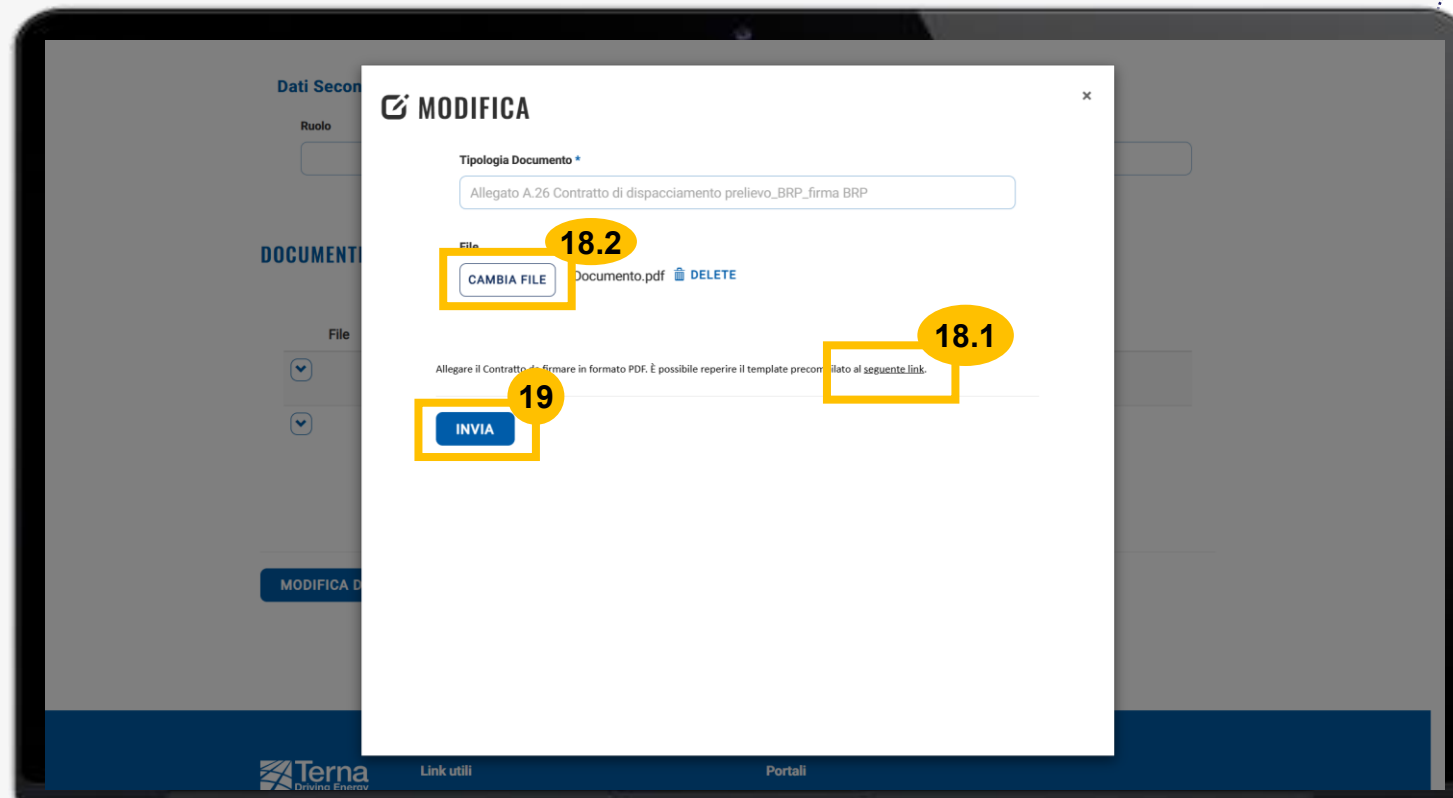 Dati Secon
Ruolo
MODIFICA
×
Tipologia Documento *
Allegato A.26 Contratto di dispacciamento prelievo_BRP_firma BRP
DOCUMENTI
File
18.2
CAMBIA FILE
Documento.pdf DELETE
File
18.1
Allegare il Contratto da firmare in formato PDF. È possibile reperire il template precompilato al seguente link.
19
INVIA
MODIFICA D
Terna
Driving Energy
Link utili
Portali